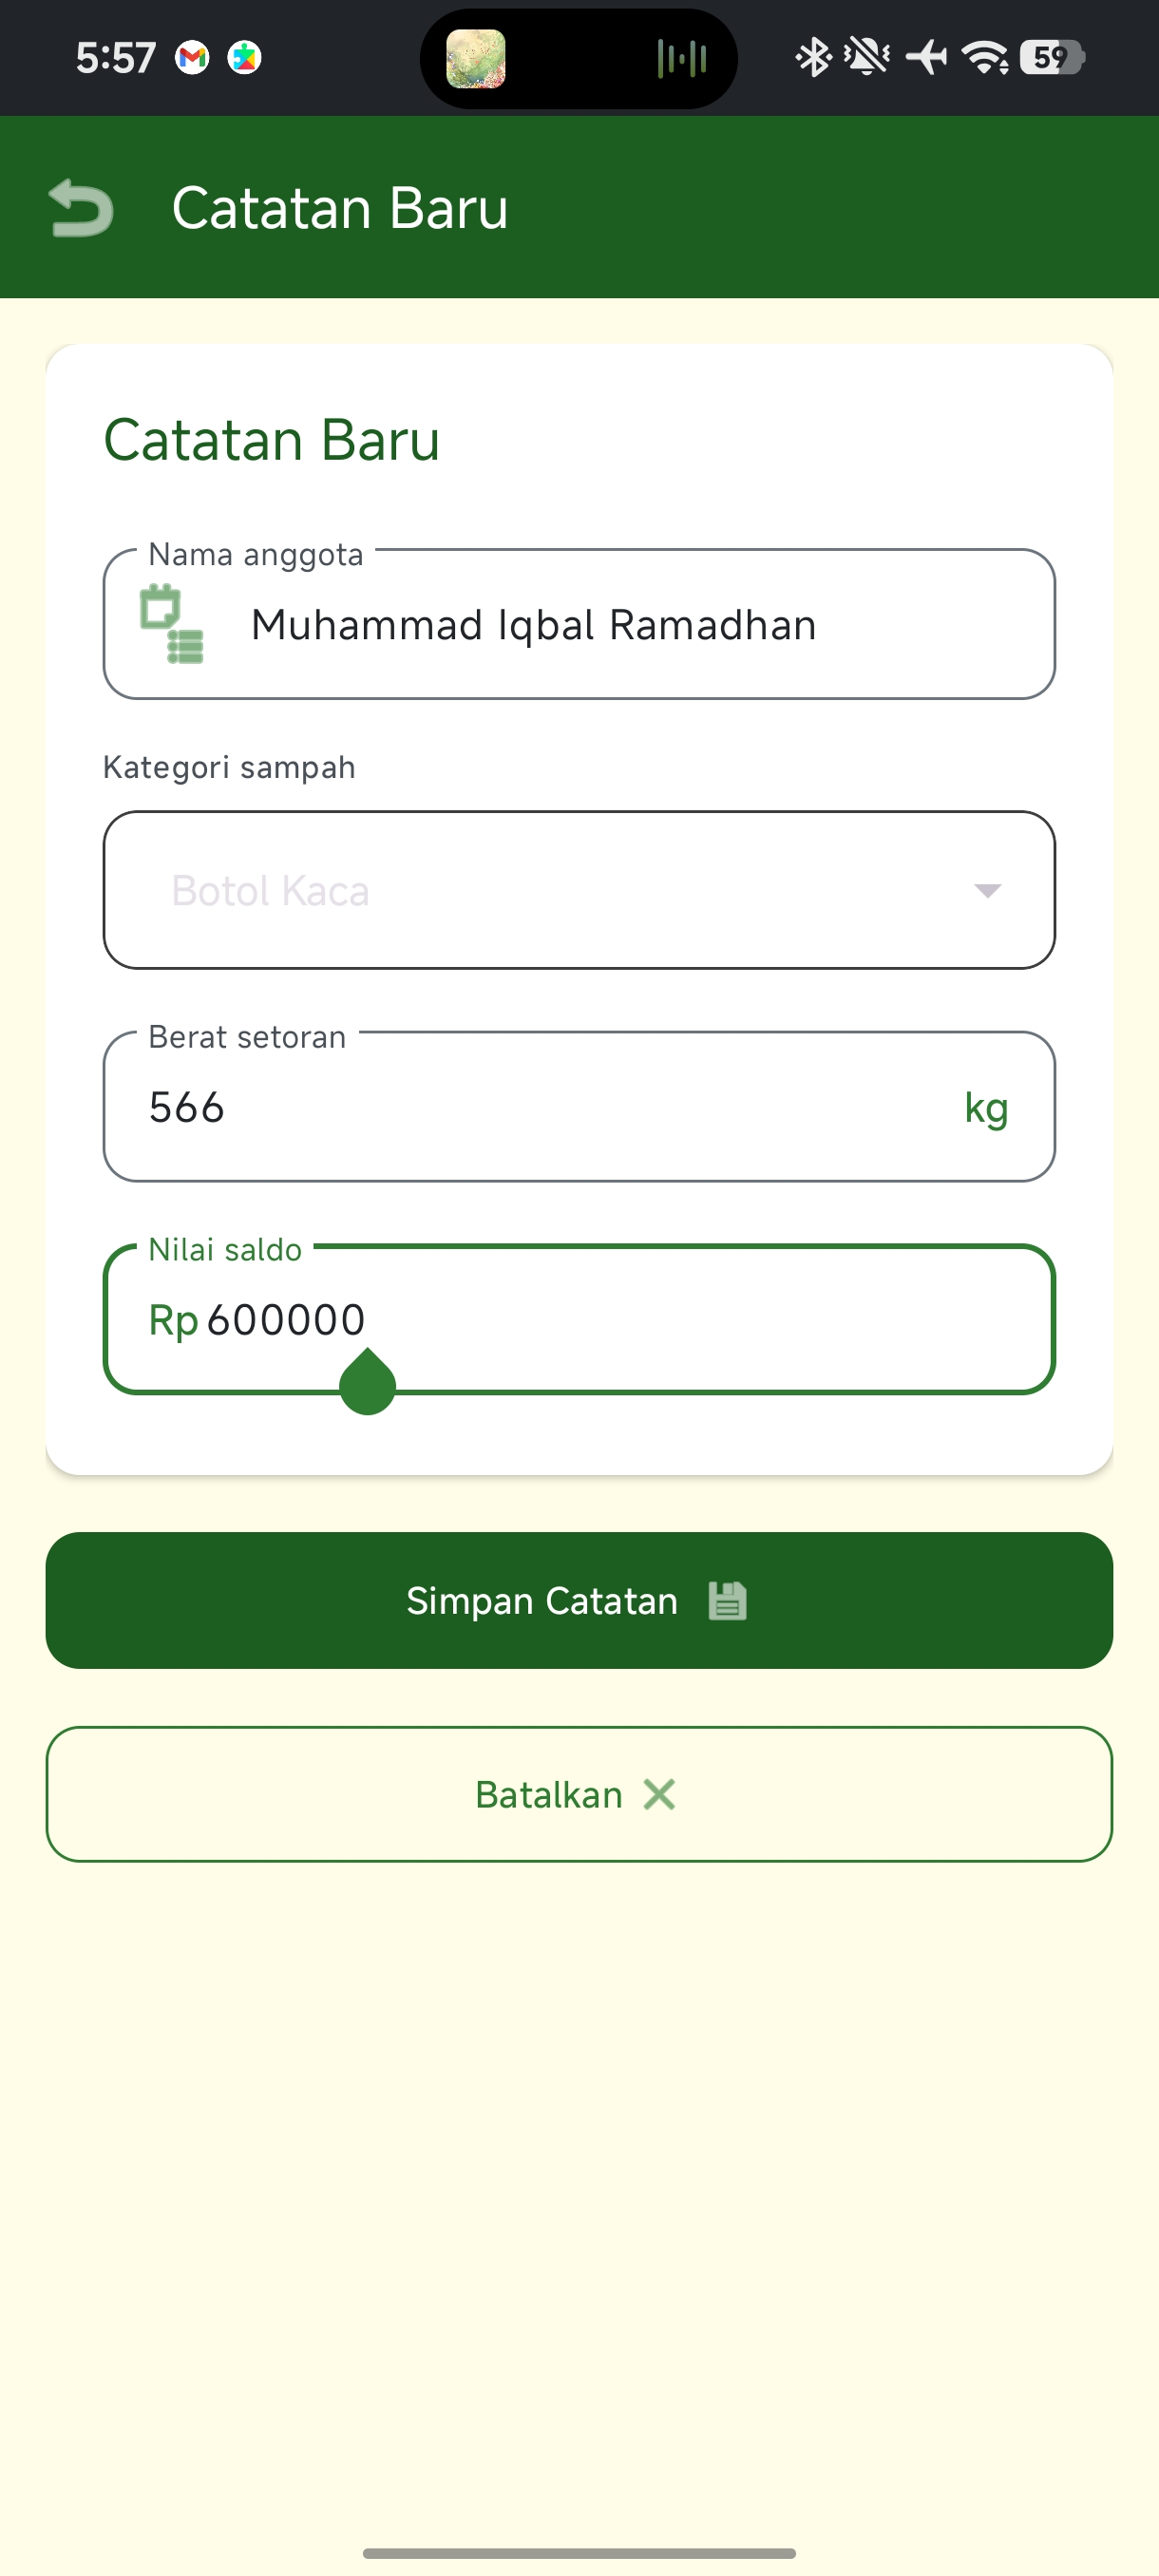 5:57
59
Catatan Baru
Catatan Baru
Nama anggota
Muhammad Iqbal Ramadhan
Kategori sampah
Botol Kaca
Berat setoran
566 kg
Nilai saldo
Rp 600000
Simpan Catatan
Batalkan